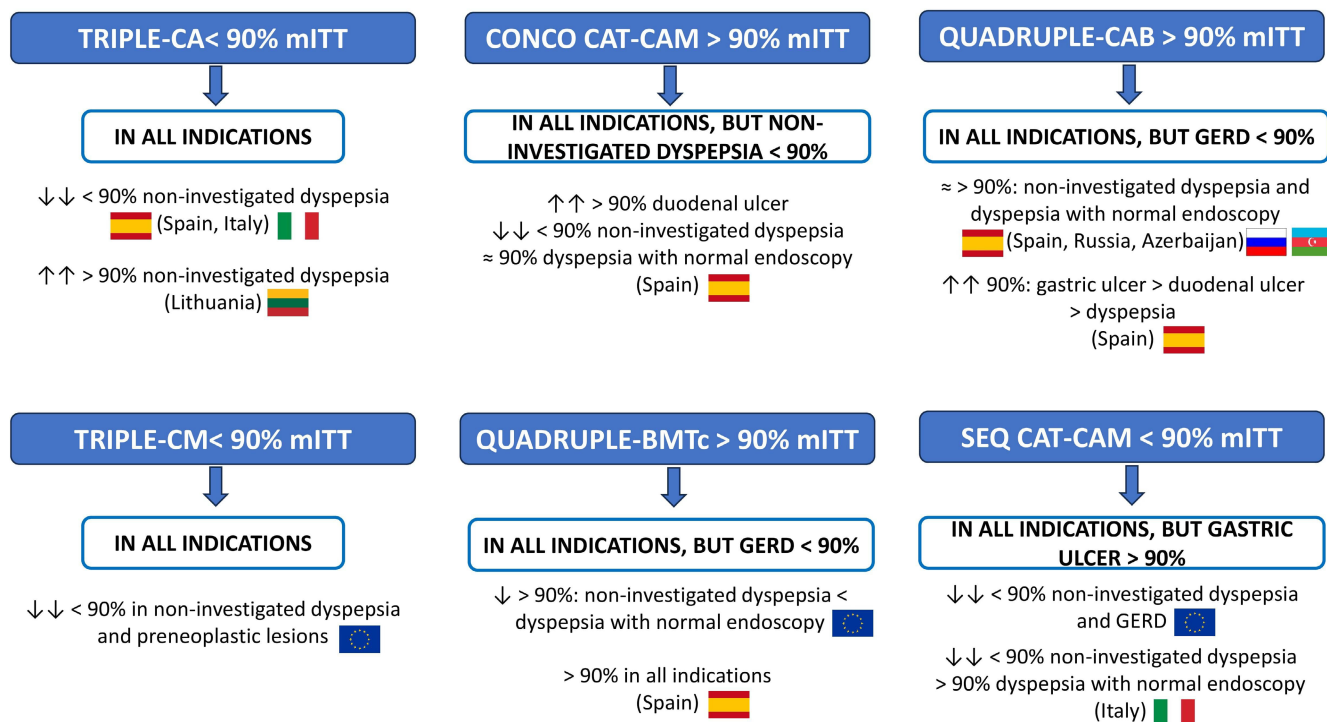 TRIPLE-CA< 90% mITT
IN ALL INDICATIONS
↓↓ < 90% non-investigated dyspepsia
(Spain, Italy)
↑↑ > 90% non-investigated dyspepsia
(Lithuania)
CONCO CAT-CAM > 90% mITT
IN ALL INDICATIONS, BUT NON-
INVESTIGATED DYSPEPSIA < 90%
↑↑ > 90% duodenal ulcer
↓↓ < 90% non-investigated dyspepsia
≈ 90% dyspepsia with normal endoscopy
(Spain)
QUADRUPLE-CAB > 90% mITT
IN ALL INDICATIONS, BUT GERD < 90%
≈ > 90%: non-investigated dyspepsia and
dyspepsia with normal endoscopy
(Spain, Russia, Azerbaijan)
↑↑ 90%: gastric ulcer > duodenal ulcer
> dyspepsia
(Spain)
TRIPLE-CM< 90% mITT
IN ALL INDICATIONS
↓↓ < 90% in non-investigated dyspepsia
and preneoplastic lesions
QUADRUPLE-BMTc > 90% mITT
IN ALL INDICATIONS, BUT GERD < 90%
↓ > 90%: non-investigated dyspepsia <
dyspepsia with normal endoscopy
> 90% in all indications
(Spain)
SEQ CAT-CAM < 90% mITT
IN ALL INDICATIONS, BUT GASTRIC
ULCER > 90%
↓↓ < 90% non-investigated dyspepsia
and GERD
↓↓ < 90% non-investigated dyspepsia
> 90% dyspepsia with normal endoscopy
(Italy)